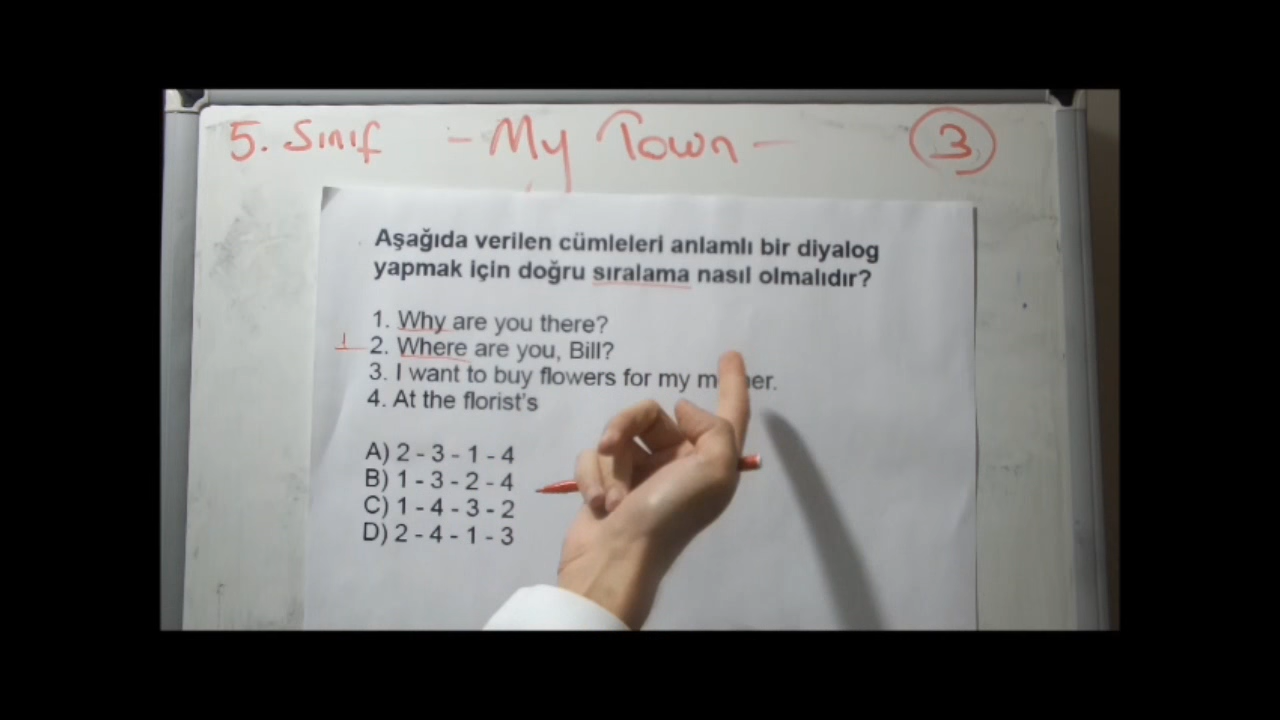 5. Sınıf - My Town - 3
Aşağıda verilen cümleleri anlamlı bir diyalog
yapmak için doğru sıralama nasıl olmalıdır?
1. Why are you there?
1 2. Where are you, Bill?
3. I want to buy flowers for my
4. At the florist's
A) 2 - 3 - 1 - 4
B) 1 - 3 - 2 - 4
C) 1 - 4 - 3 - 2
D) 2 - 4 - 1 - 3